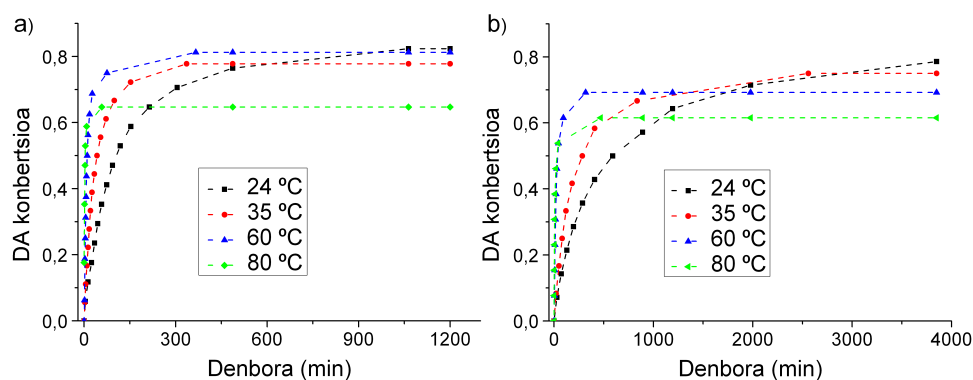 a)
DA konbertsioa
0,8
0,6
0,4
0,2
0,0
24 ºC
35 ºC
60 ºC
80 ºC
0 300 600 900 1200
Denbora (min)
b)
DA konbertsioa
0,8
0,6
0,4
0,2
0,0
24 ºC
35 ºC
60 ºC
80 ºC
0 1000 2000 3000 4000
Denbora (min)